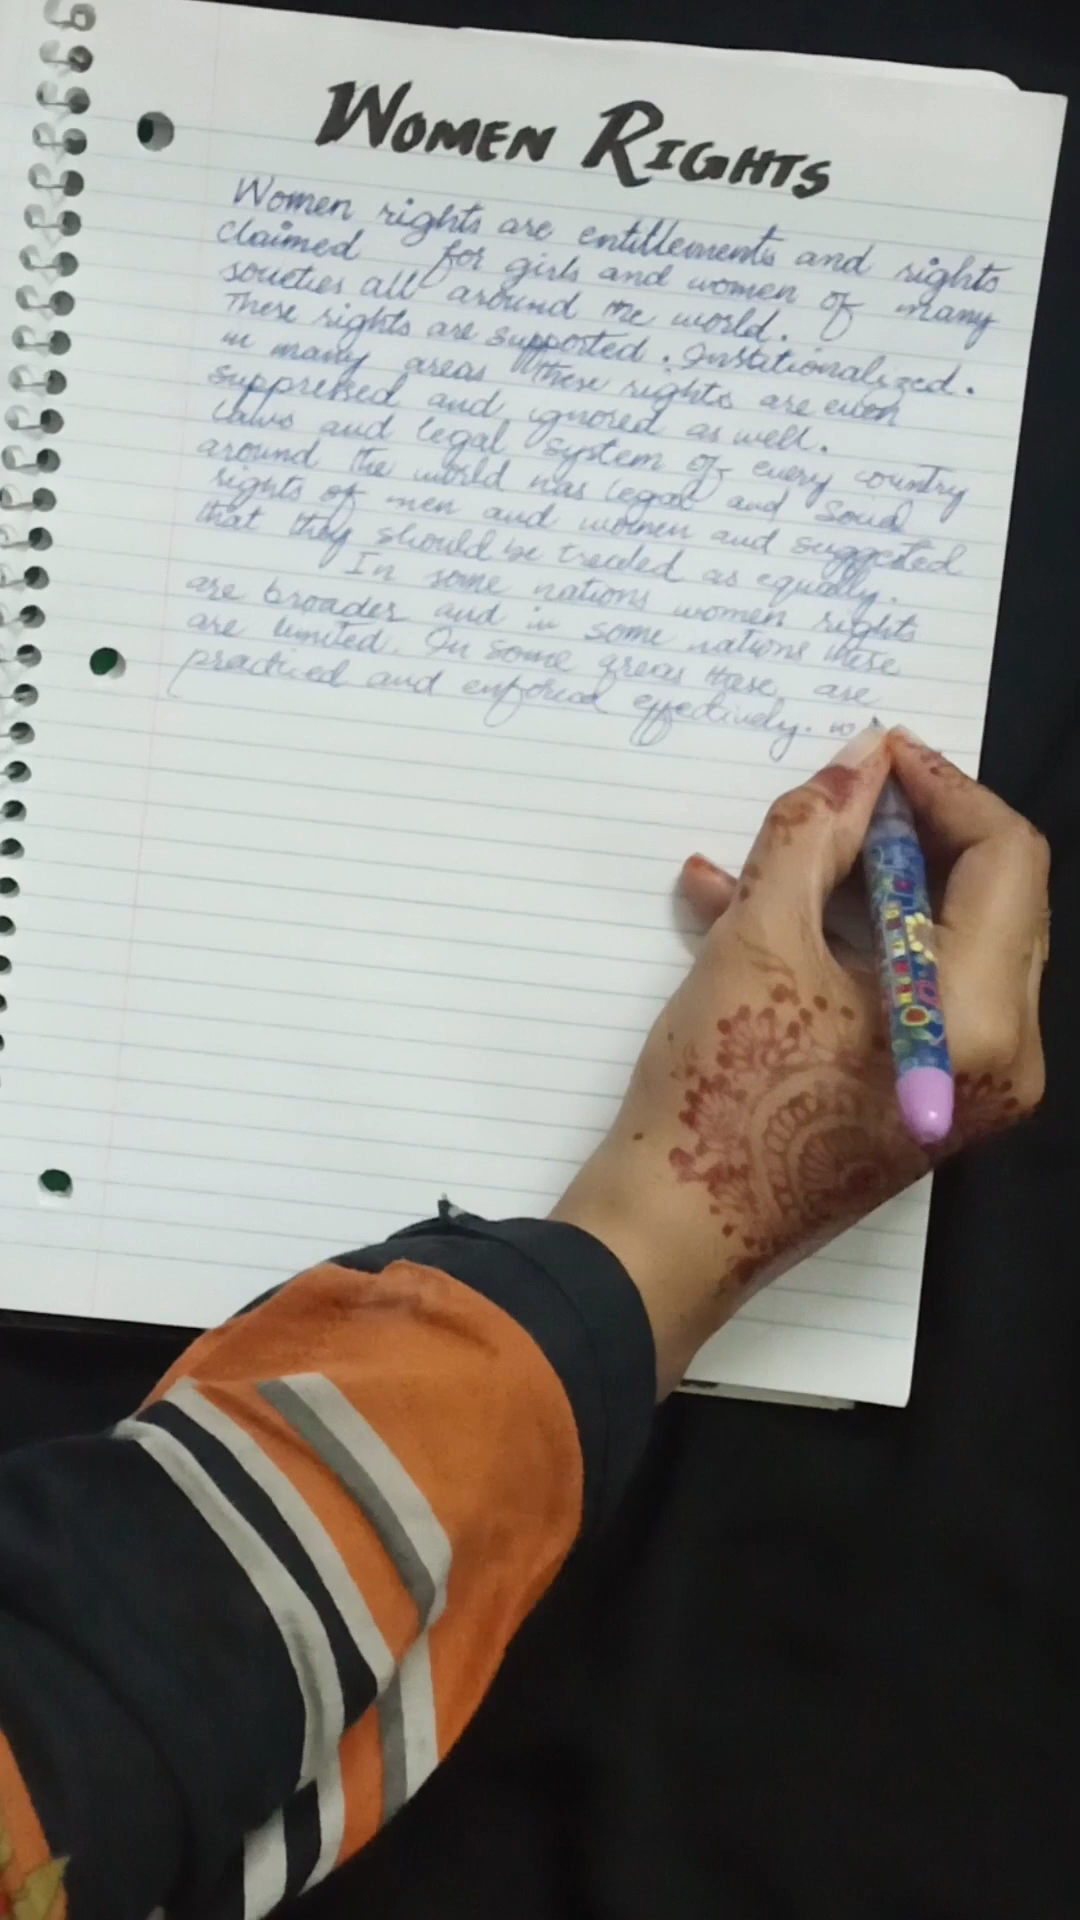 WOMEN RIGHTS
Women rights are entitlements and rights
claimed for girls and women of many
societies all around the world.
These rights are supported. Institionalized.
in many areas these rights are even
suppressed and ignored as well.
Laws and legal system of every country
around the world has legal and
rights of men and women and suggested
that they should be treated as equally.
In some nations women rights
are broader and in some nations these
are limited. In some areas these are
practiced and enforced effectively.